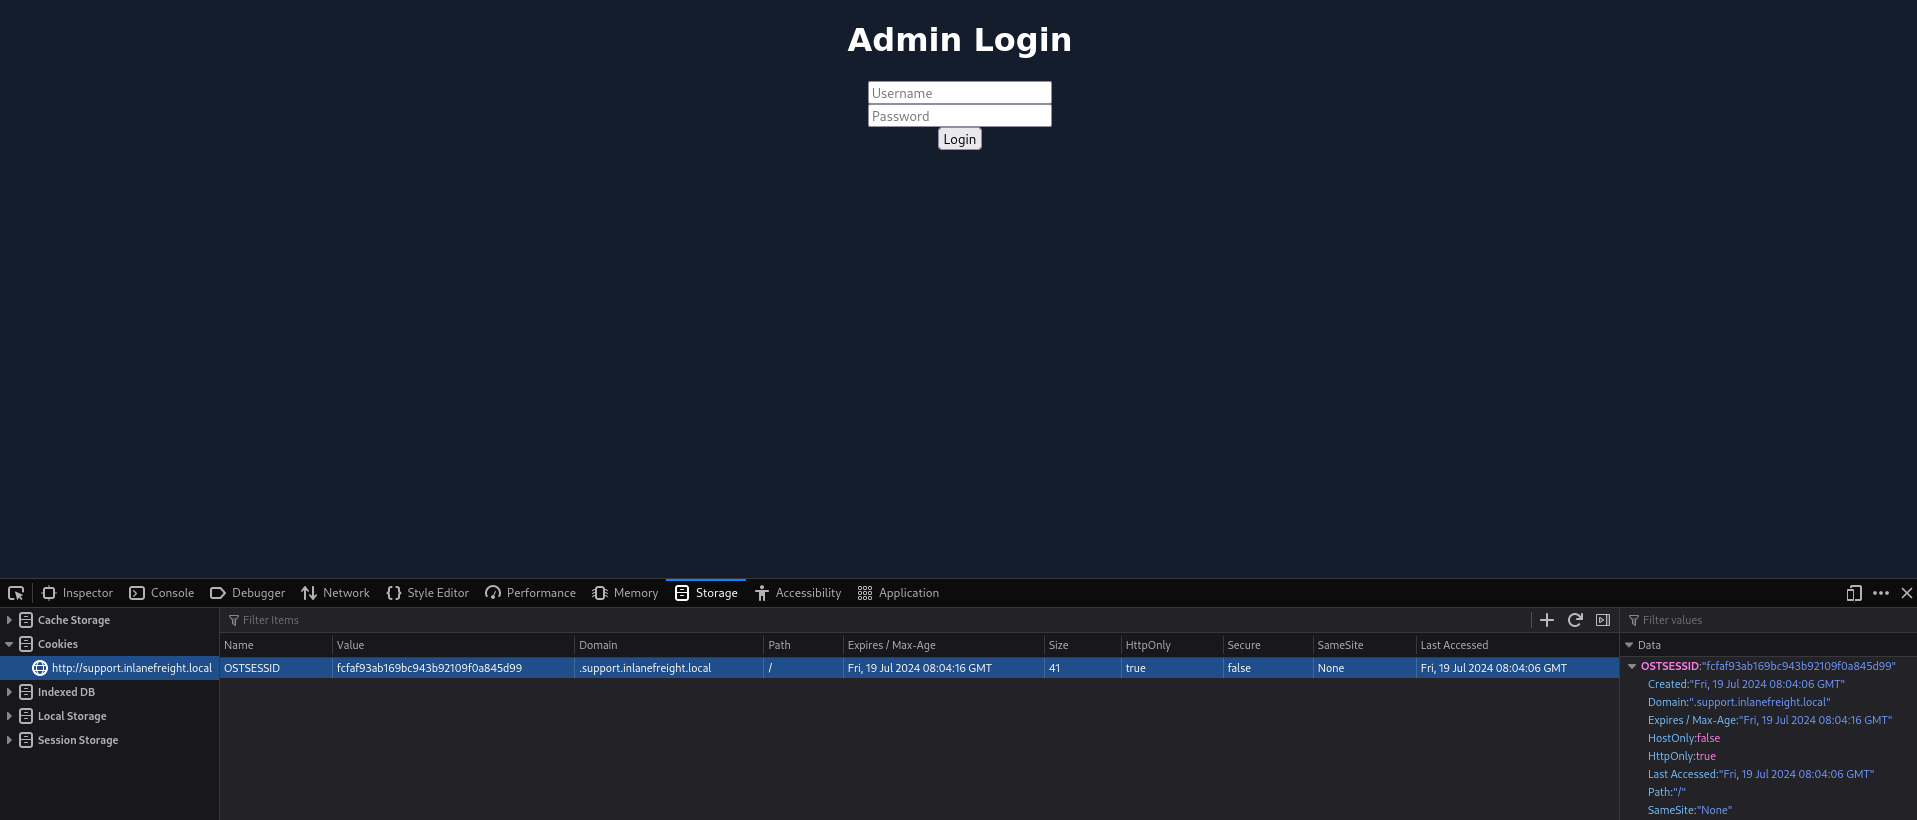 Admin Login
Username
Password
Login
Inspector Console Debugger Network Style Editor Performance Memory Storage Accessibility Application
Cache Storage
Cookies
http://support.inlanefreight.local
Indexed DB
Local Storage
Session Storage
Filter Items
Name Value Domain Path Expires / Max-Age Size HttpOnly Secure SameSite Last Accessed
OSTSESSID fcfaf93ab169bc943b92109f0a845d99 .support.inlanefreight.local / Fri, 19 Jul 2024 08:04:16 GMT 41 true false None Fri, 19 Jul 2024 08:04:06 GMT
Filter values
Data
OSTSESSID:"fcfaf93ab169bc943b92109f0a845d99"
Created:"Fri, 19 Jul 2024 08:04:06 GMT"
Domain:".support.inlanefreight.local"
Expires / Max-Age:"Fri, 19 Jul 2024 08:04:16 GMT"
HostOnly:false
HttpOnly:true
Last Accessed:"Fri, 19 Jul 2024 08:04:06 GMT"
Path:"/"
SameSite:"None"